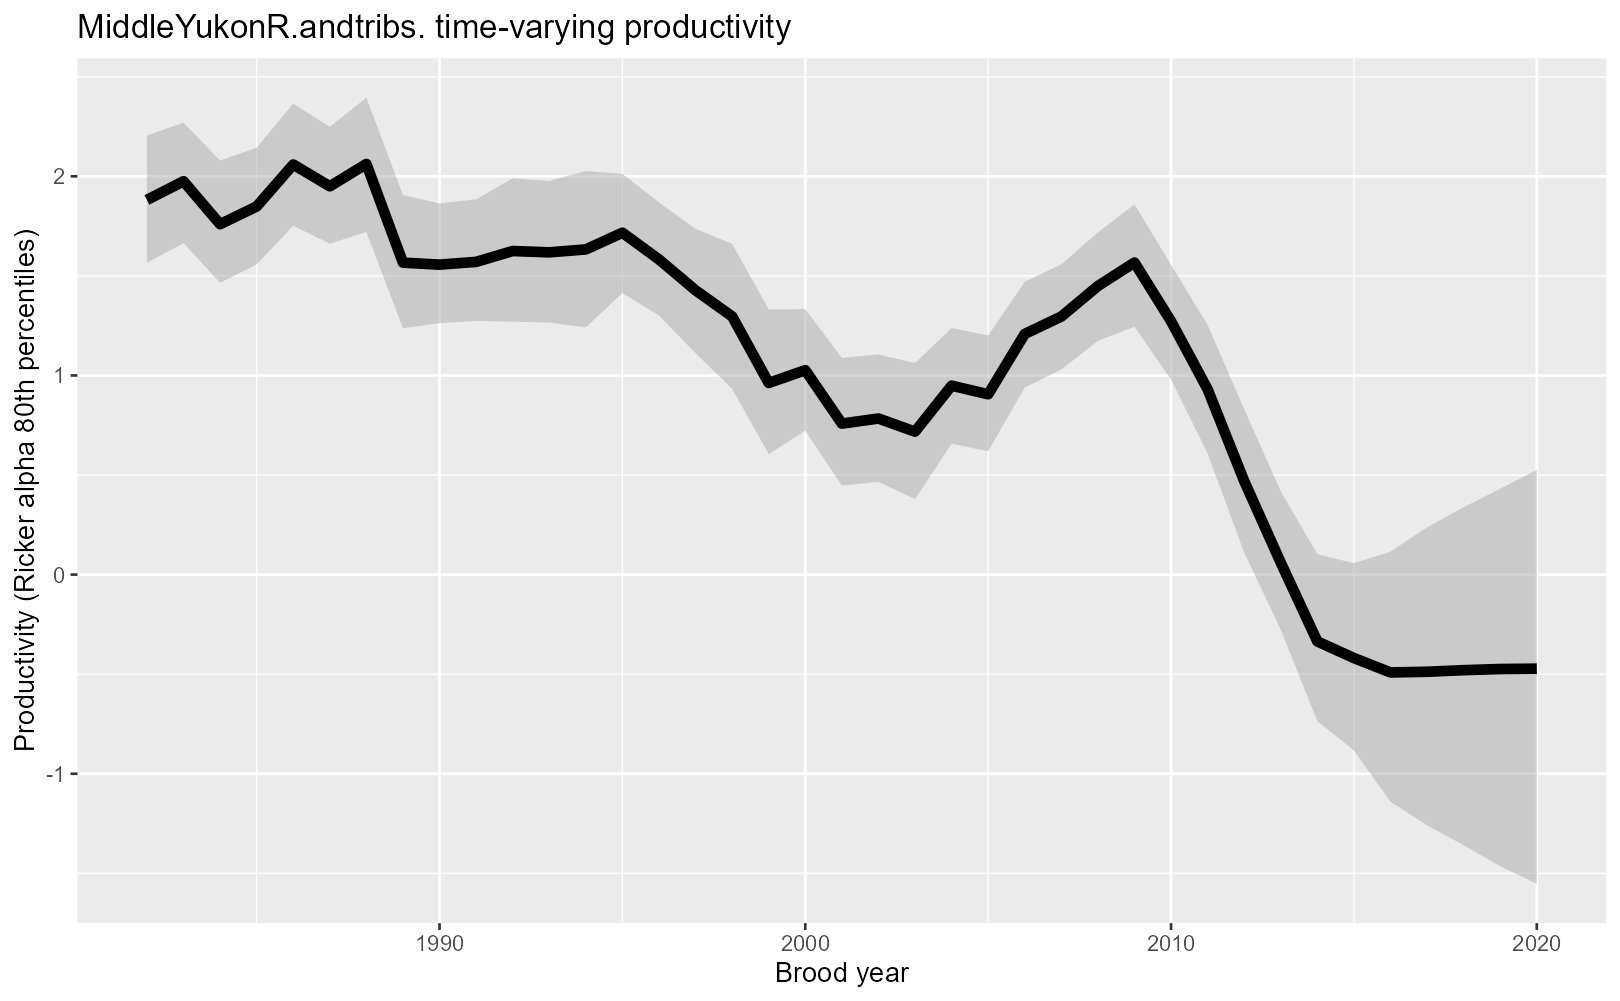 MiddleYukonR.andtribs. time-varying productivity
Productivity (Ricker alpha 80th percentiles)
2
1
0
-1
1990
2000
2010
2020
Brood year